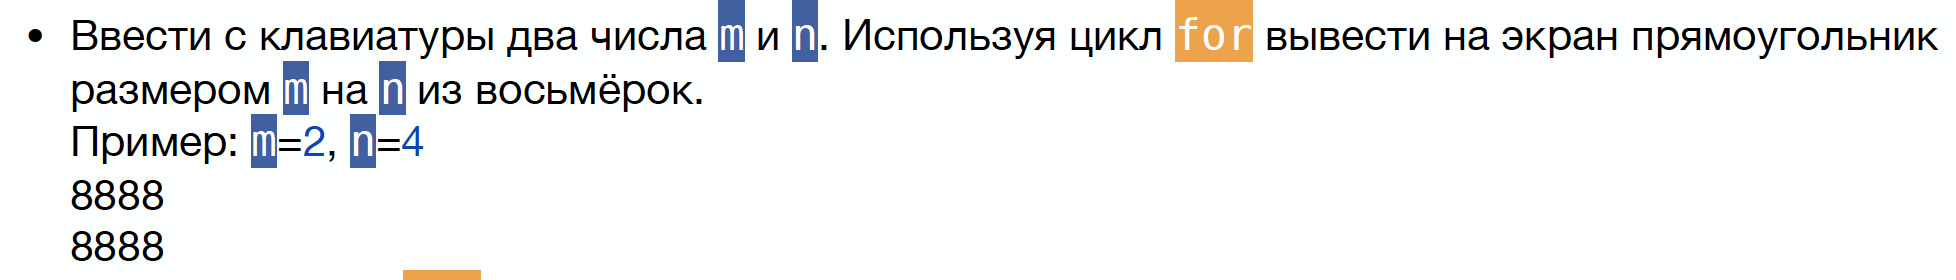 • Ввести с клавиатуры два числа m и n. Используя цикл for вывести на экран прямоугольник
размером m на n из восьмёрок.
Пример: m=2, n=4
8888
8888